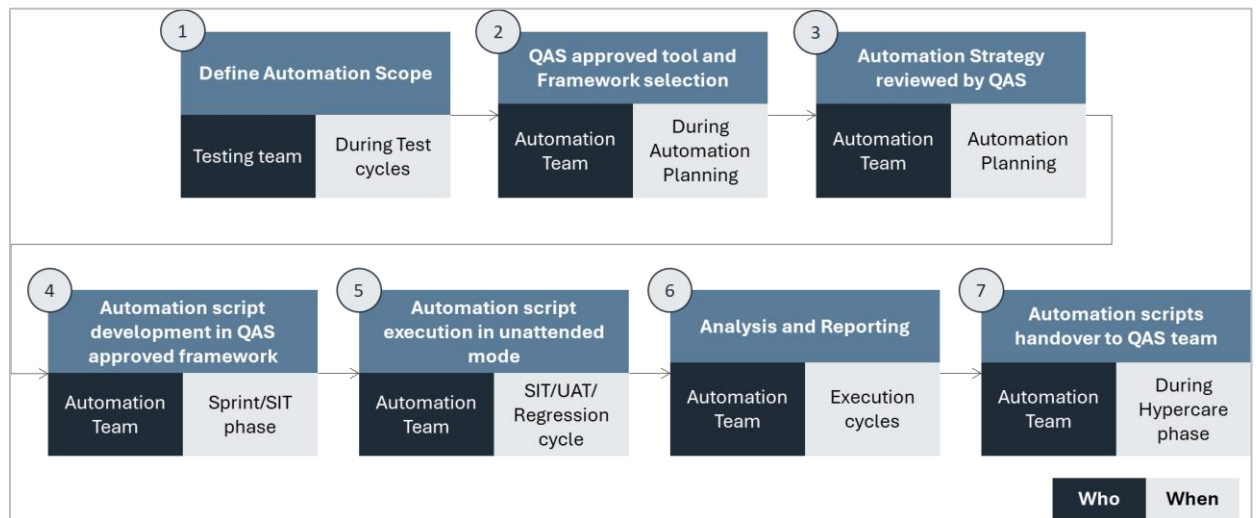 1
Define Automation Scope
Testing team
During Test
cycles
2
QAS approved tool and
Framework selection
Automation
Team
During
Automation
Planning
3
Automation Strategy
reviewed by QAS
Automation
Team
Automation
Planning
4
Automation script
development in QAS
approved framework
Automation
Team
Sprint/SIT
phase
5
Automation script
execution in unattended
mode
Automation
Team
SIT/UAT/
Regression
cycle
6
Analysis and Reporting
Automation
Team
Execution
cycles
7
Automation scripts
handover to QAS team
Automation
Team
During
Hypercare
phase
Who
When